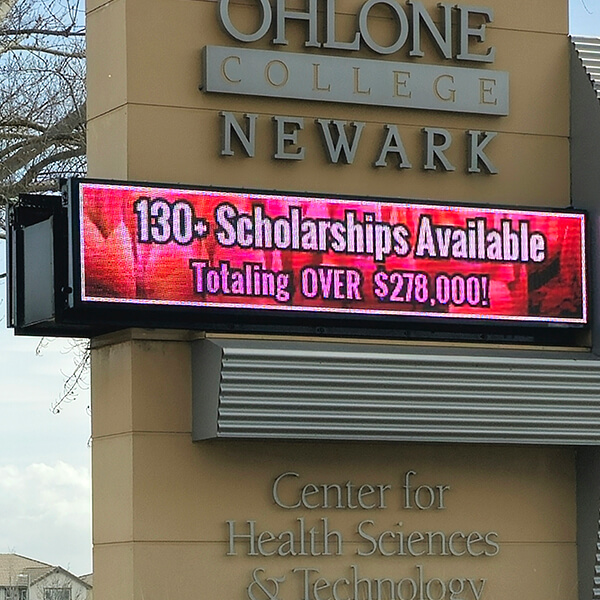 OHLONE
COLLEGE
NEWARK
130+ Scholarships Available
Totaling OVER $278,000!
Center for
Health Sciences
& Technology